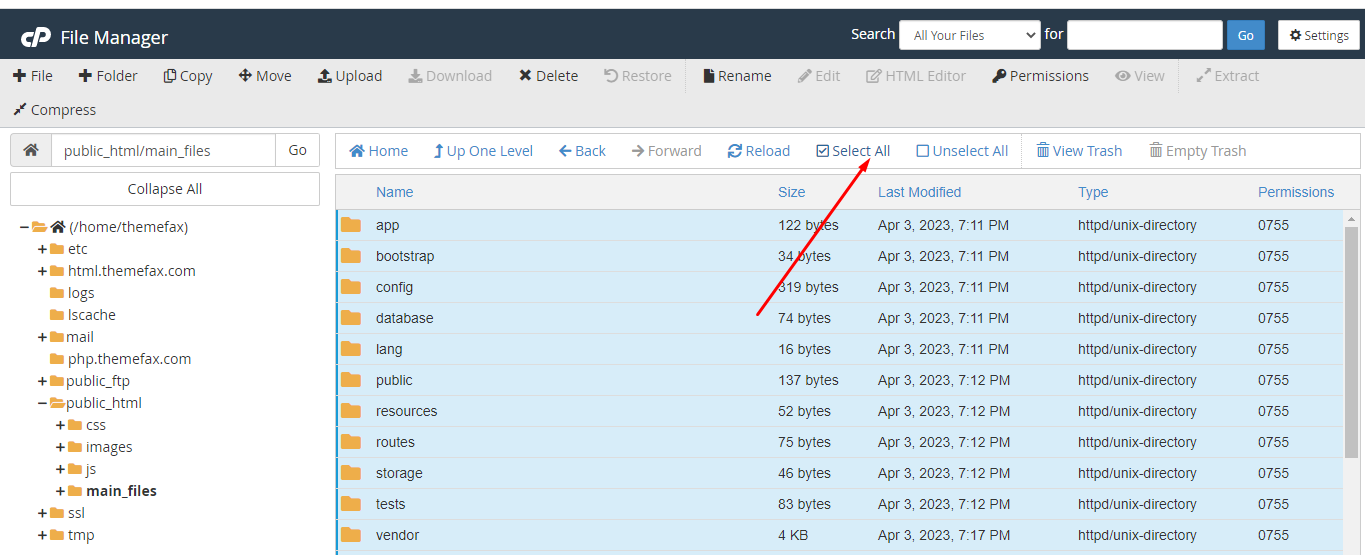 cP File Manager Search All Your Files for Go Settings
File Folder Copy Move Upload Download Delete Restore Rename Edit HTML Editor Permissions View Extract
Compress
public_html/main_files Go Home Up One Level Back Forward Reload Select All Unselect All View Trash Empty Trash
Collapse All
Name Size Last Modified Type Permissions
(/home/themefax)
etc
html.themefax.com
logs
lscache
mail
php.themefax.com
public_ftp
public_html
css
images
js
main_files
ssl
tmp
app 122 bytes Apr 3, 2023, 7:11 PM httpd/unix-directory 0755
bootstrap 34 bytes Apr 3, 2023, 7:11 PM httpd/unix-directory 0755
config 319 bytes Apr 3, 2023, 7:11 PM httpd/unix-directory 0755
database 74 bytes Apr 3, 2023, 7:11 PM httpd/unix-directory 0755
lang 16 bytes Apr 3, 2023, 7:11 PM httpd/unix-directory 0755
public 137 bytes Apr 3, 2023, 7:12 PM httpd/unix-directory 0755
resources 52 bytes Apr 3, 2023, 7:12 PM httpd/unix-directory 0755
routes 75 bytes Apr 3, 2023, 7:12 PM httpd/unix-directory 0755
storage 46 bytes Apr 3, 2023, 7:12 PM httpd/unix-directory 0755
tests 83 bytes Apr 3, 2023, 7:12 PM httpd/unix-directory 0755
vendor 4 KB Apr 3, 2023, 7:17 PM httpd/unix-directory 0755